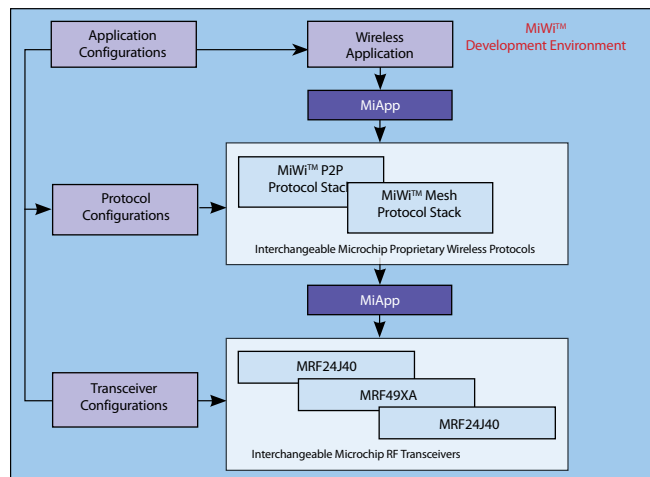 Application
Configurations
Wireless
Application
MiWi™
Development Environment
MiApp
MiWi™ P2P
Protocol Stack
MiWi™ Mesh
Protocol Stack
Protocol
Configurations
Interchangeable Microchip Proprietary Wireless Protocols
MiApp
MRF24J40
MRF49XA
MRF24J40
Transceiver
Configurations
Interchangeable Microchip RF Transceivers